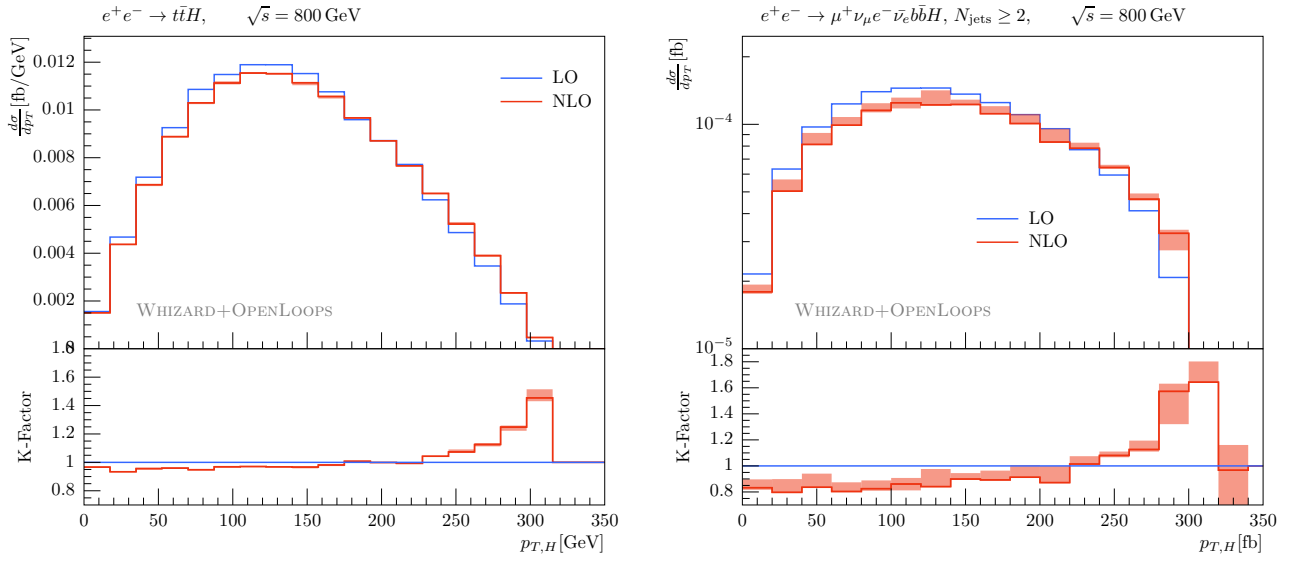 e⁺e⁻ → tt̄H, √s = 800 GeV
dσ/dp_T [fb/GeV]
0.012
0.01
0.008
0.006
0.004
0.002
LO
NLO
WHIZARD+OPENLOOPS
K-Factor
1.8
1.6
1.4
1.2
1
0.8
0 50 100 150 200 250 300 350
p_{T,H}[GeV]
e⁺e⁻ → μ⁺ν_μe⁻ν̄_e bb̄H, N_jets ≥ 2, √s = 800 GeV
dσ/dp_T [fb]
10⁻⁴
10⁻⁵
LO
NLO
WHIZARD+OPENLOOPS
K-Factor
1.8
1.6
1.4
1.2
1.0
0.8
0 50 100 150 200 250 300 350
p_{T,H}[fb]